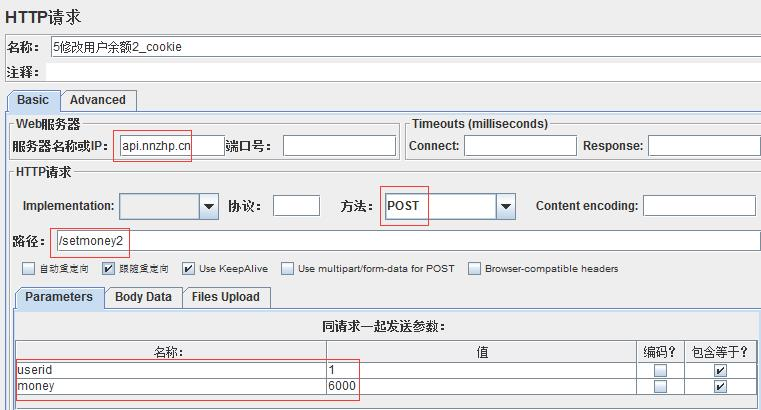 HTTP请求
名称： 5修改用户余额2_cookie
注释：
Basic Advanced
Web服务器 Timeouts (milliseconds)
服务器名称或IP： api.nnzhp.cn 端口号： Connect: Response:
HTTP请求
Implementation: 协议： 方法： POST Content encoding:
路径： /setmoney2
自动重定向 跟随重定向 Use KeepAlive Use multipart/form-data for POST Browser-compatible headers
Parameters Body Data Files Upload
同请求一起发送参数：
名称： 值 编码？ 包含等于？
userid 1
money 6000